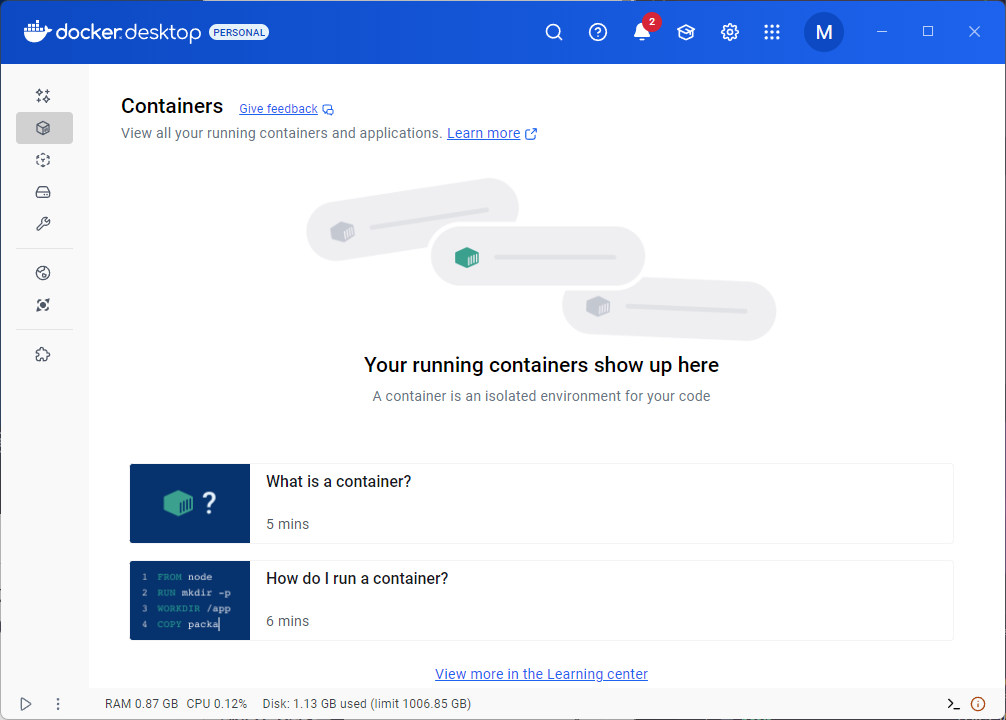 docker desktop PERSONAL 2 M
Containers Give feedback
View all your running containers and applications. Learn more
Your running containers show up here
A container is an isolated environment for your code
?
What is a container?
5 mins
1 FROM node
2 RUN mkdir -p
3 WORKDIR /app
4 COPY packa
How do I run a container?
6 mins
View more in the Learning center
RAM 0.87 GB CPU 0.12% Disk: 1.13 GB used (limit 1006.85 GB)